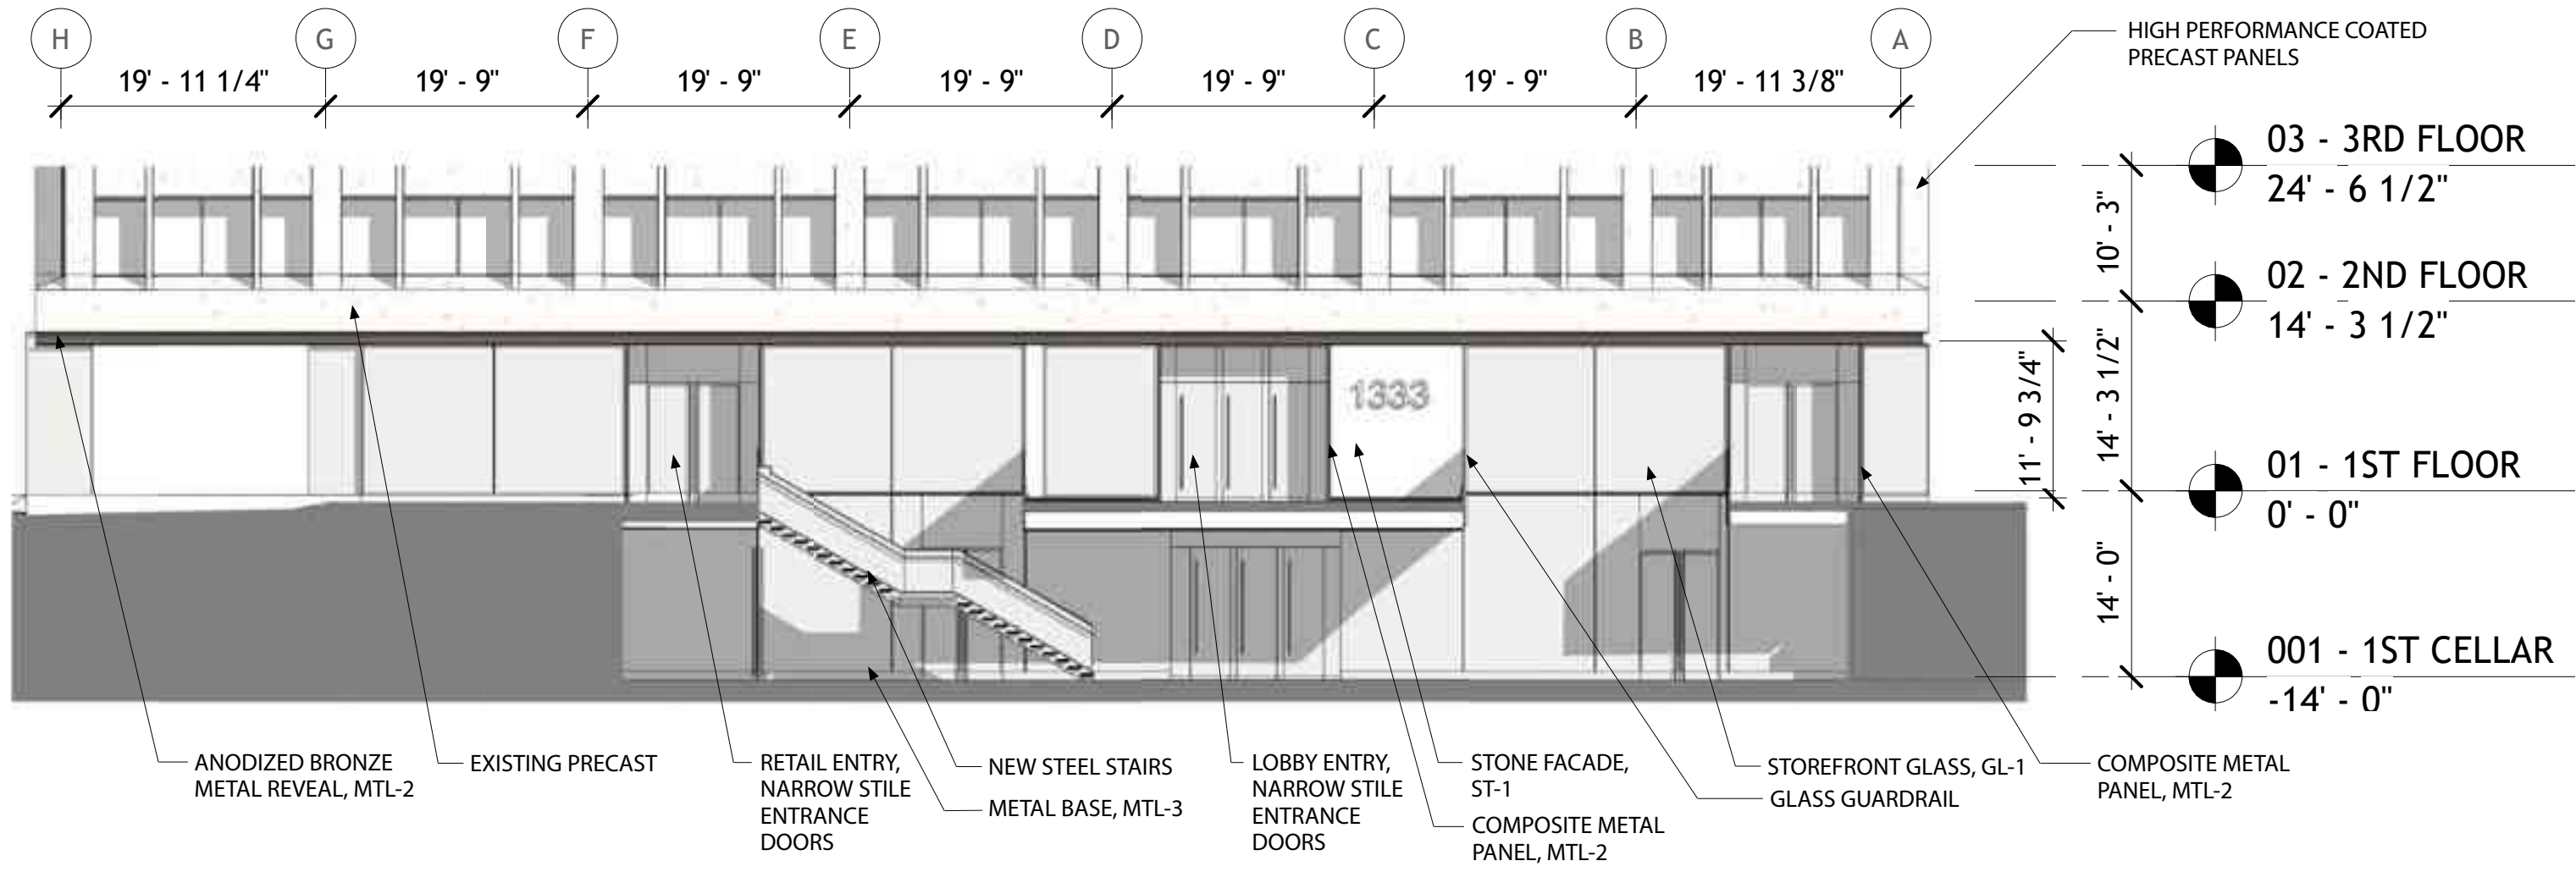 H G F E D C B A
19' - 11 1/4" 19' - 9" 19' - 9" 19' - 9" 19' - 9" 19' - 9" 19' - 11 3/8"
HIGH PERFORMANCE COATED
PRECAST PANELS
03 - 3RD FLOOR
24' - 6 1/2"
10' - 3"
02 - 2ND FLOOR
14' - 3 1/2"
14' - 3 1/2"
11' - 9 3/4"
1333
01 - 1ST FLOOR
0' - 0"
14' - 0"
001 - 1ST CELLAR
-14' - 0"
ANODIZED BRONZE
METAL REVEAL, MTL-2
EXISTING PRECAST
RETAIL ENTRY,
NARROW STILE
ENTRANCE
DOORS
NEW STEEL STAIRS
METAL BASE, MTL-3
LOBBY ENTRY,
NARROW STILE
ENTRANCE
DOORS
STONE FACADE,
ST-1
COMPOSITE METAL
PANEL, MTL-2
STOREFRONT GLASS, GL-1
GLASS GUARDRAIL
COMPOSITE METAL
PANEL, MTL-2